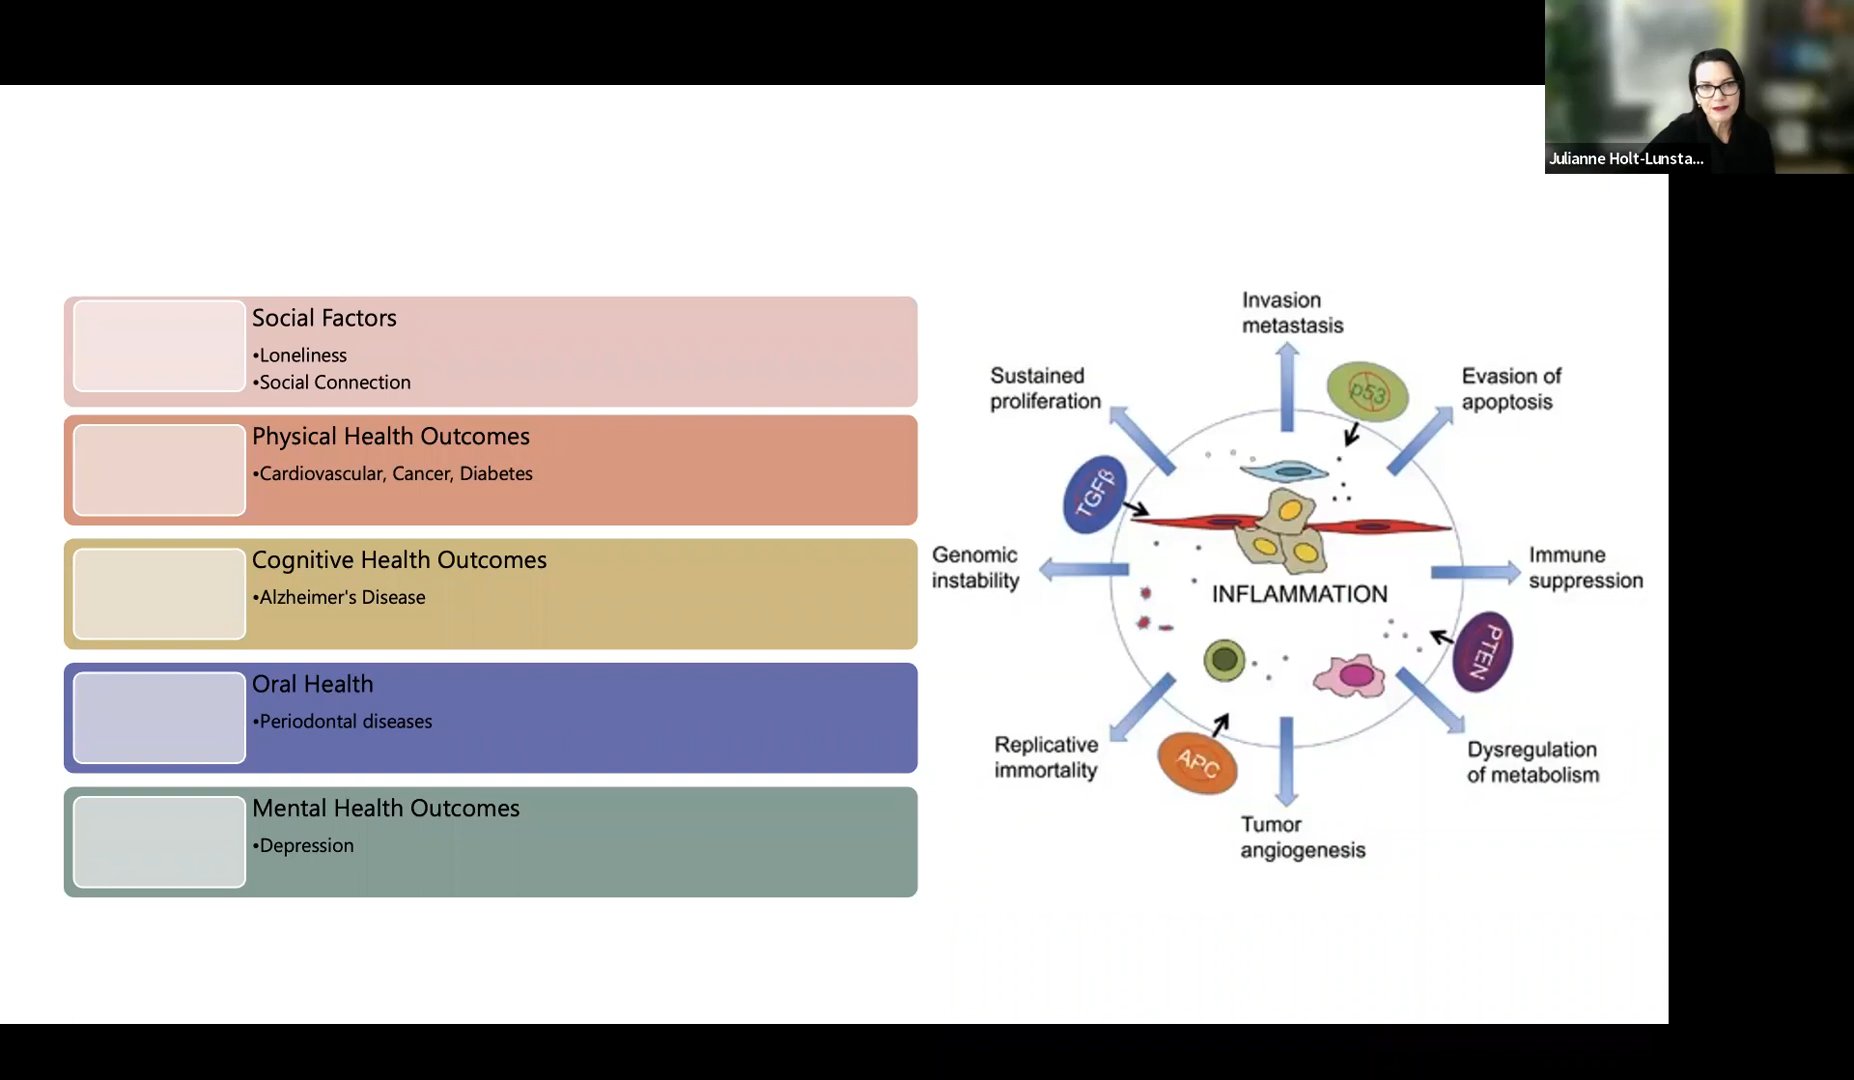 Julianne Holt-Lunsta...
Social Factors
•Loneliness
•Social Connection
Physical Health Outcomes
•Cardiovascular, Cancer, Diabetes
Cognitive Health Outcomes
•Alzheimer's Disease
Oral Health
•Periodontal diseases
Mental Health Outcomes
•Depression
Invasion
metastasis
Sustained
proliferation
p53
Evasion of
apoptosis
TGFβ
Genomic
instability
INFLAMMATION
Immune
suppression
PTEN
Replicative
immortality
APC
Dysregulation
of metabolism
Tumor
angiogenesis